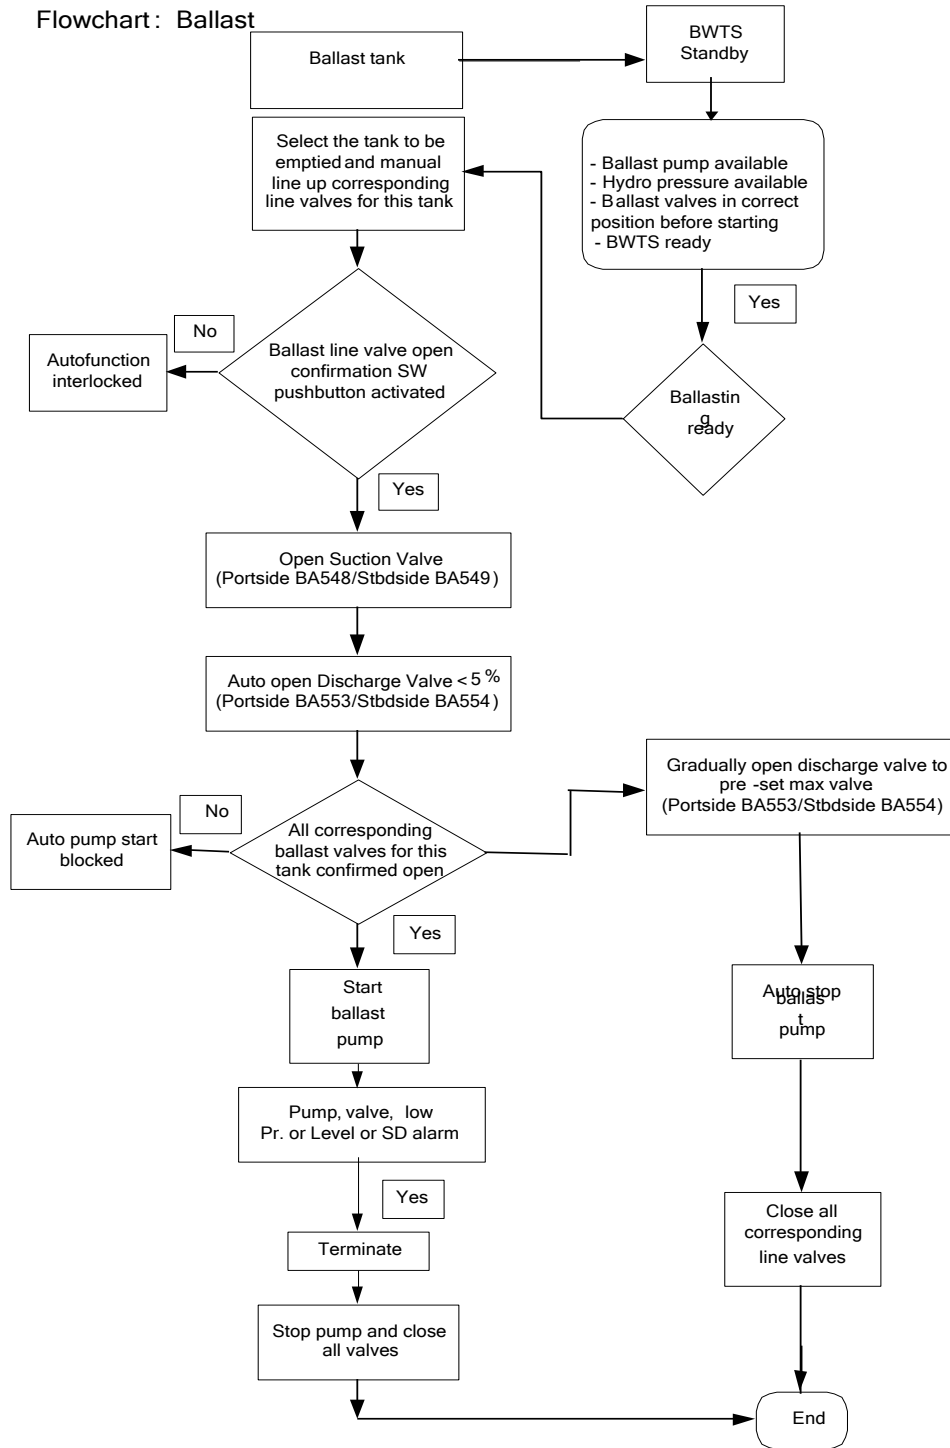 Flowchart: Ballast
Ballast tank
BWTS
Standby
Select the tank to be
emptied and manual
line up corresponding
line valves for this tank
- Ballast pump available
- Hydro pressure available
- Ballast valves in correct
position before starting
- BWTS ready
Yes
No
Autofunction
interlocked
Ballast line valve open
confirmation SW
pushbutton activated
Ballastin
g
ready
Yes
Open Suction Valve
(Portside BA548/Stbdside BA549)
Auto open Discharge Valve <5%
(Portside BA553/Stbdside BA554)
Gradually open discharge valve to
pre -set max valve
(Portside BA553/Stbdside BA554)
No
Auto pump start
blocked
All corresponding
ballast valves for this
tank confirmed open
Yes
Start
ballast
pump
Auto stop
ballas
t
pump
Pump, valve, low
Pr. or Level or SD alarm
Yes
Terminate
Close all
corresponding
line valves
Stop pump and close
all valves
End